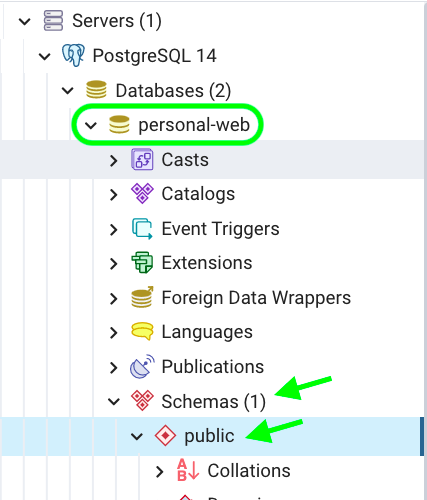 Servers (1)
PostgreSQL 14
Databases (2)
personal-web
Casts
Catalogs
Event Triggers
Extensions
Foreign Data Wrappers
Languages
Publications
Schemas (1)
public
Collations